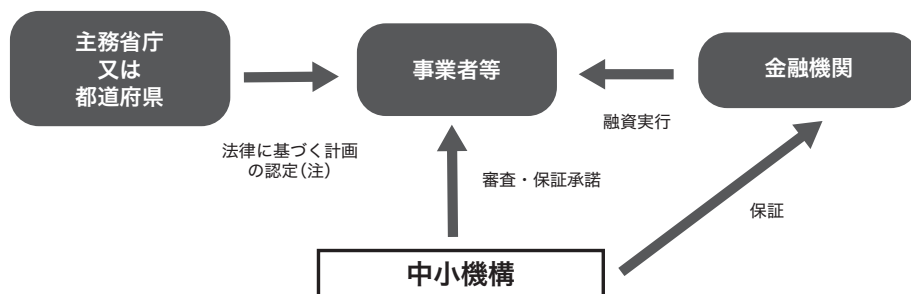 主務省庁
又は
都道府県
事業者等
金融機関
法律に基づく計画
の認定(注)
融資実行
審査・保証承諾
保証
中小機構